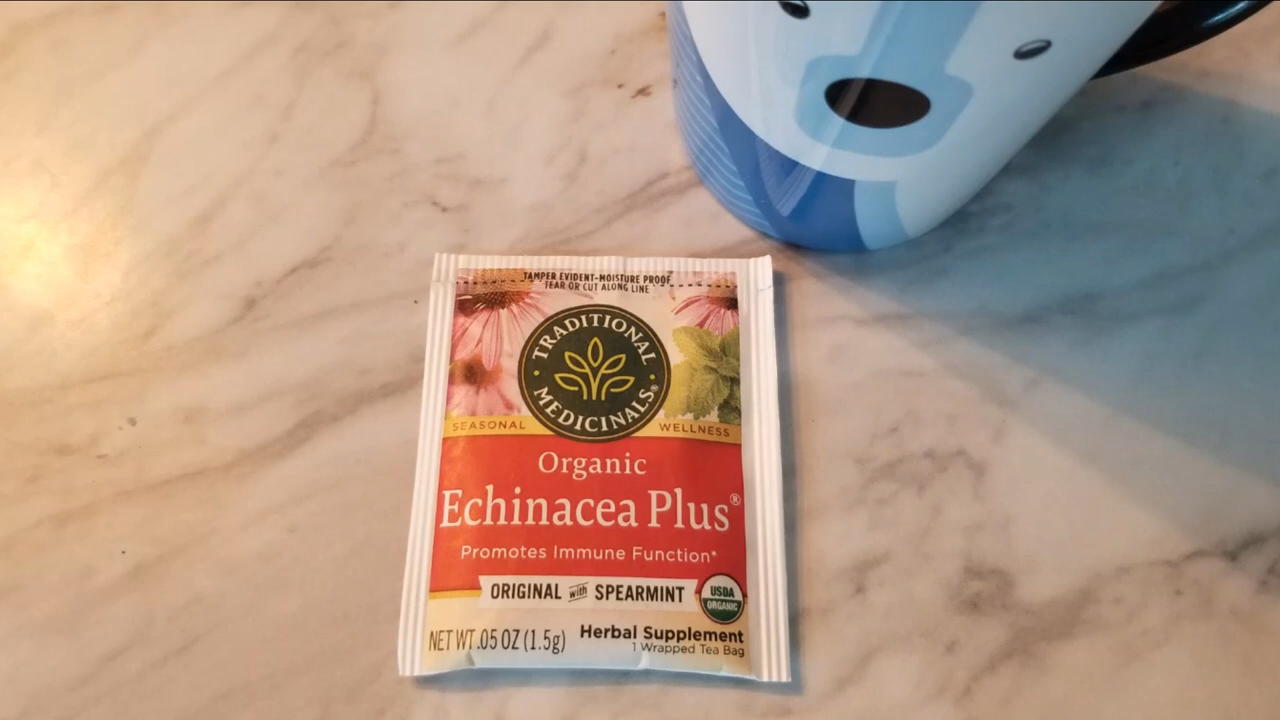 TAMPER EVIDENT-MOISTURE PROOF
TEAR OR CUT ALONG LINE
TRADITIONAL
MEDICINALS®
SEASONAL WELLNESS
Organic
Echinacea Plus®
Promotes Immune Function*
ORIGINAL with SPEARMINT
USDA
ORGANIC
NET WT .05 OZ (1.5g)
Herbal Supplement
1 Wrapped Tea Bag